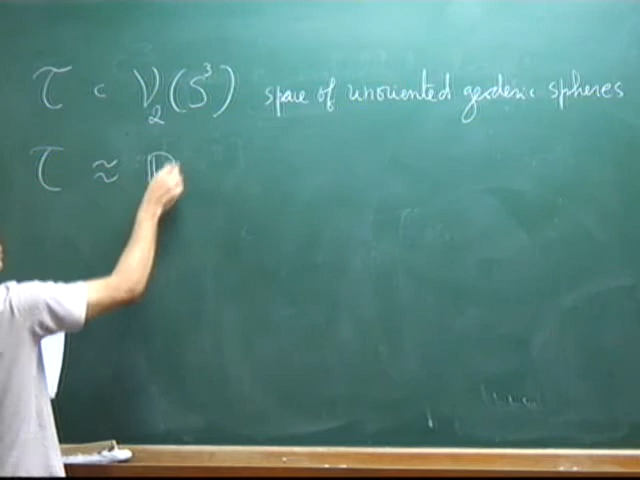 τ ⊂ V₂(S³) space of unoriented geodesic spheres
τ ≈